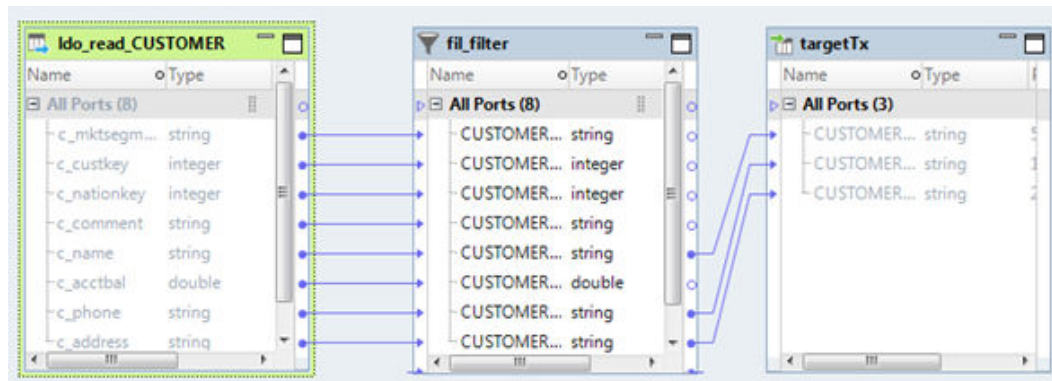 ldo_read_CUSTOMER
Name Type
All Ports (8)
c_mktsegm... string
c_custkey integer
c_nationkey integer
c_comment string
c_name string
c_acctbal double
c_phone string
c_address string
fil_filter
Name Type
All Ports (8)
CUSTOMER... string
CUSTOMER... integer
CUSTOMER... integer
CUSTOMER... string
CUSTOMER... string
CUSTOMER... double
CUSTOMER... string
CUSTOMER... string
targetTx
Name Type
All Ports (3)
CUSTOMER... string
CUSTOMER... string
CUSTOMER... string